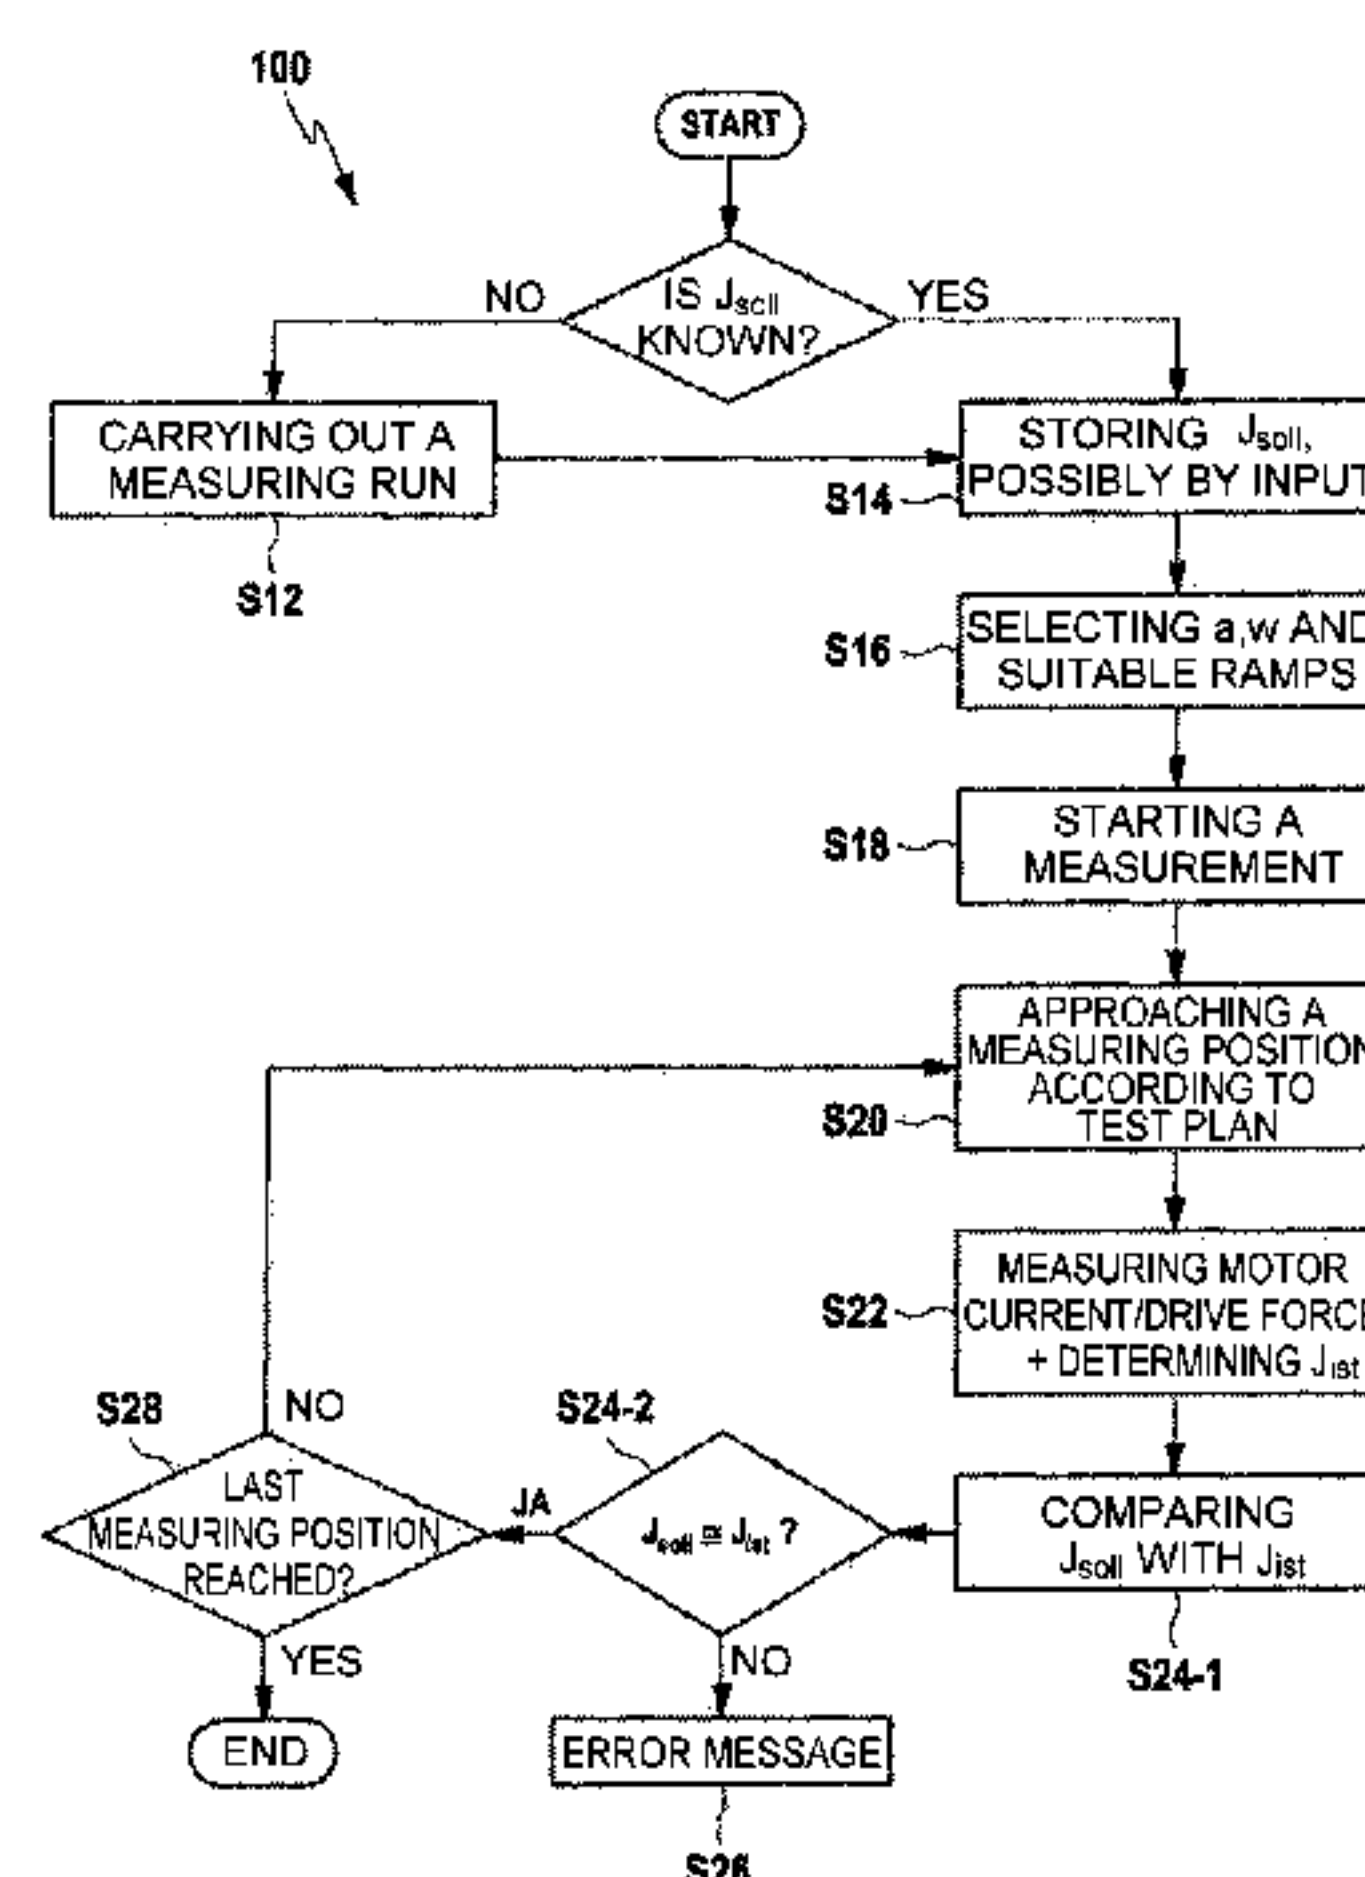 100
START
NO
IS Jsoll
KNOWN?
YES
CARRYING OUT A
MEASURING RUN
S12
STORING Jsoll,
POSSIBLY BY INPUT
S14
SELECTING a,w AND
SUITABLE RAMPS
S16
STARTING A
MEASUREMENT
S18
APPROACHING A
MEASURING POSITION
ACCORDING TO
TEST PLAN
S20
MEASURING MOTOR
CURRENT/DRIVE FORCE
+ DETERMINING Jist
S22
COMPARING
Jsoll WITH Jist
S24-1
S24-2
Jsoll ≅ Jist ?
JA
NO
ERROR MESSAGE
S26
S28
NO
LAST
MEASURING POSITION
REACHED?
YES
END